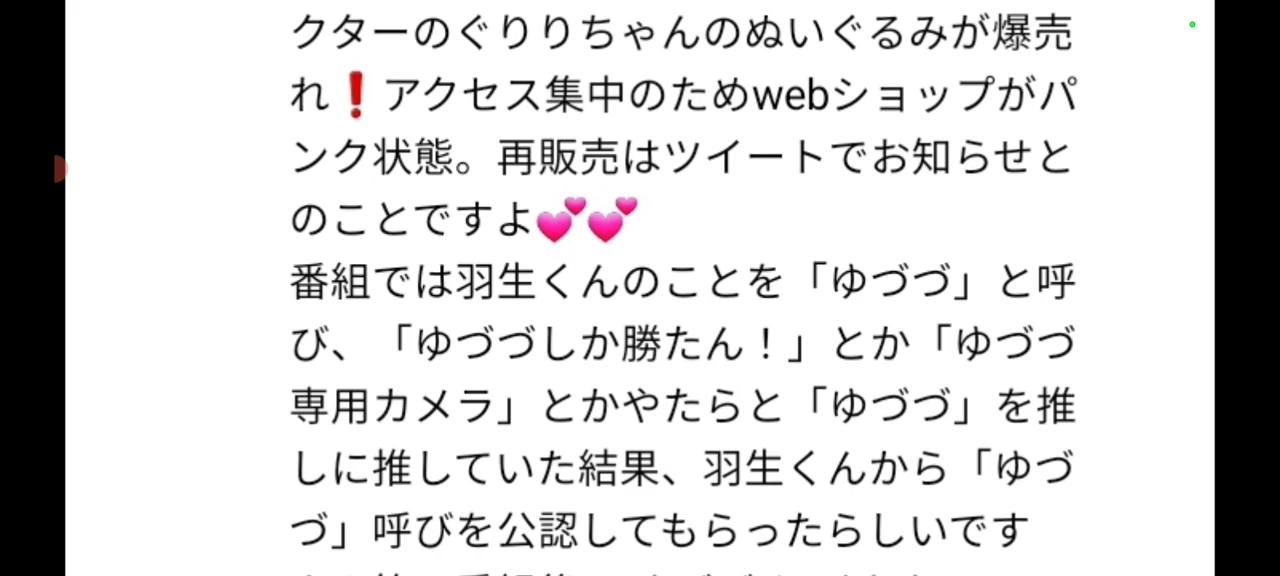 クターのぐりりちゃんのぬいぐるみが爆売
れ❗アクセス集中のためwebショップがパ
ンク状態。再販売はツイートでお知らせと
のことですよ💕💕
番組では羽生くんのことを「ゆづづ」と呼
び、「ゆづづしか勝たん！」とか「ゆづづ
専用カメラ」とかやたらと「ゆづづ」を推
しに推していた結果、羽生くんから「ゆづ
づ」呼びを公認してもらったらしいです